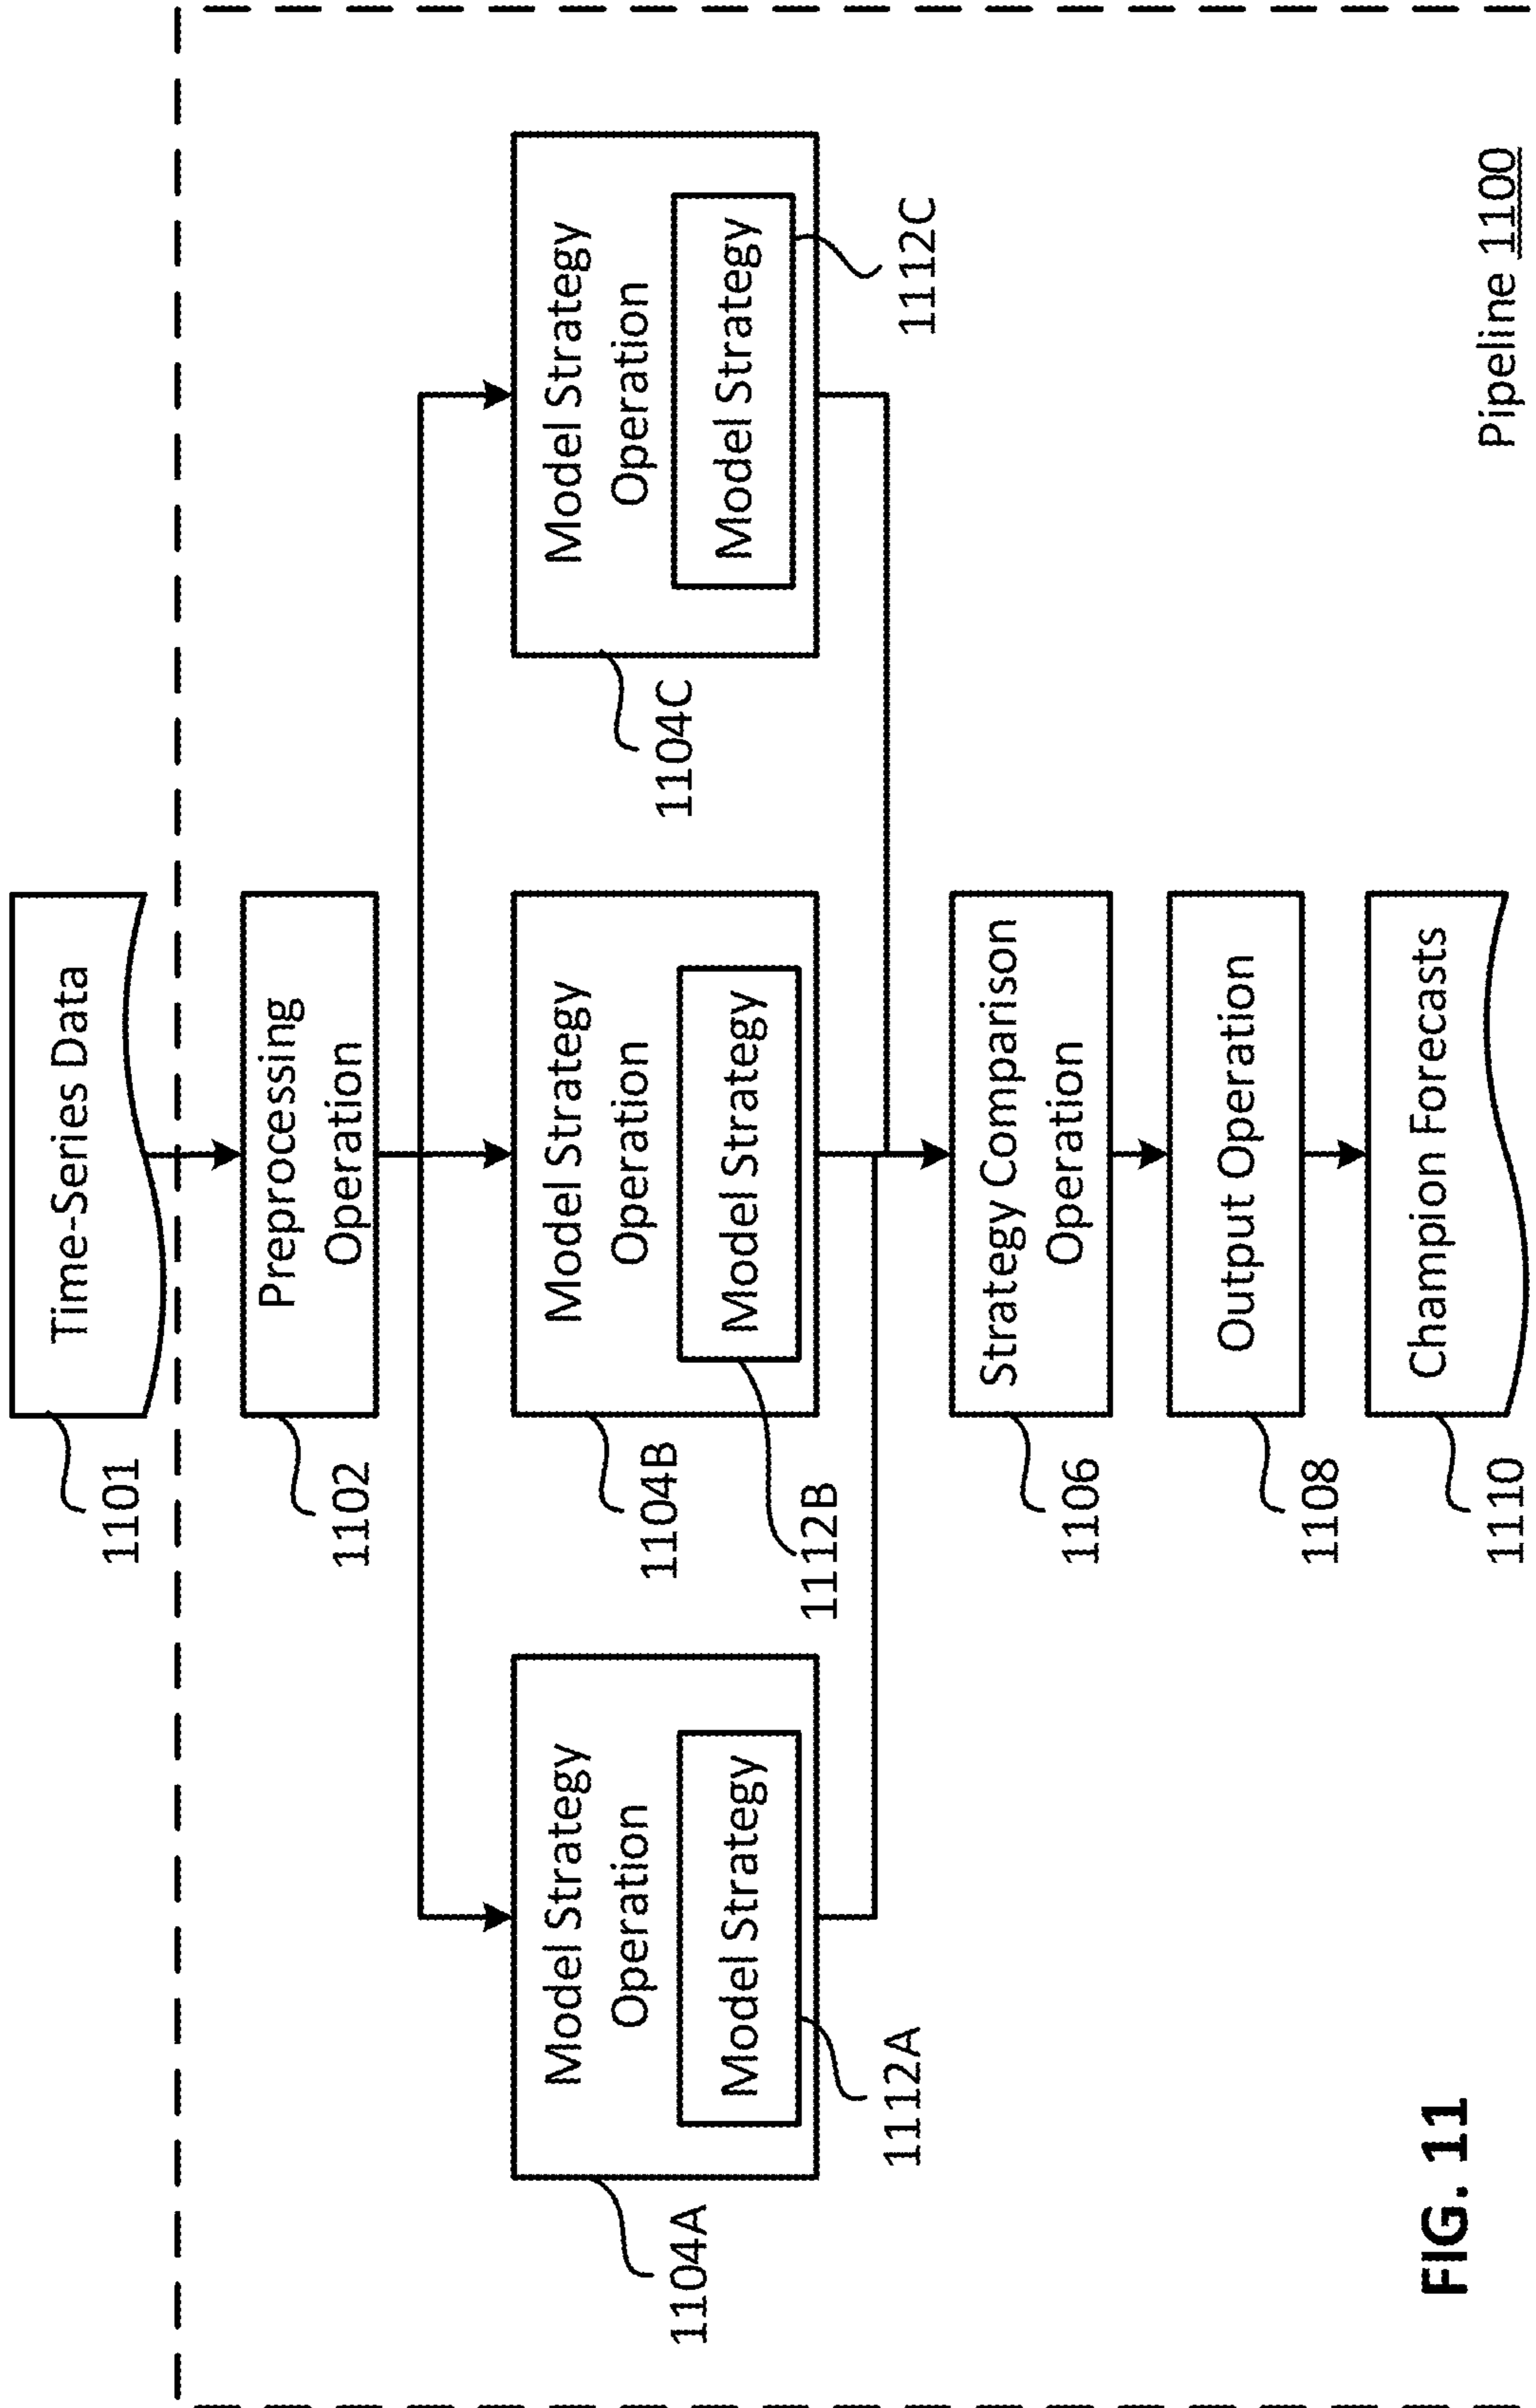 Time-Series Data
1101
Preprocessing
Operation
1102
Model Strategy
Operation
Model Strategy
1104A
1112A
Model Strategy
Operation
Model Strategy
1104B
1112B
Model Strategy
Operation
Model Strategy
1104C
1112C
Strategy Comparison
Operation
1106
Output Operation
1108
Champion Forecasts
1110
Pipeline 1100
FIG. 11